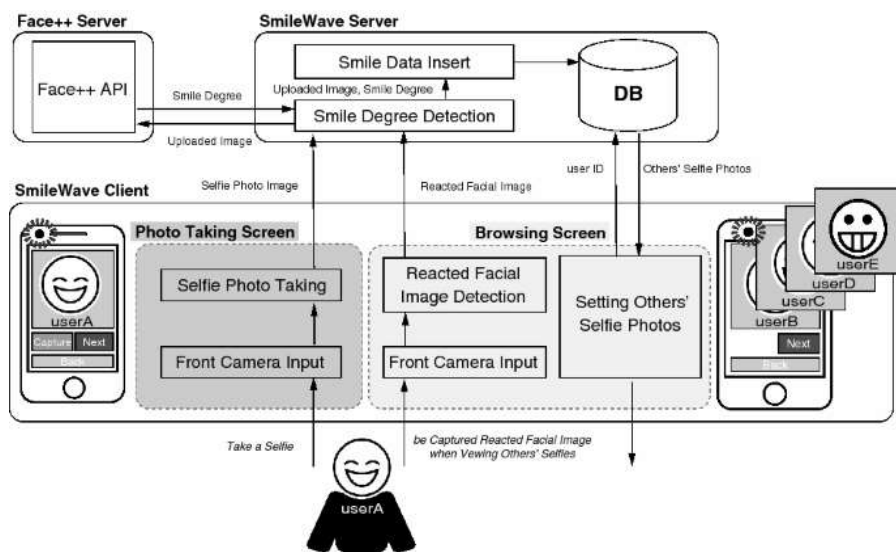 Face++ Server
SmileWave Server
Face++ API
Smile Data Insert
DB
Smile Degree
Uploaded Image, Smile Degree
Smile Degree Detection
Uploaded Image
Selfie Photo Image
Reacted Facial Image
user ID
Others' Selfie Photos
SmileWave Client
Photo Taking Screen
Browsing Screen
userE
userD
userC
userB
userA
Capture
Next
Back
Selfie Photo Taking
Front Camera Input
Reacted Facial
Image Detection
Front Camera Input
Setting Others'
Selfie Photos
Next
Back
Take a Selfie
be Captured Reacted Facial Image
when Vewing Others' Selfies
userA